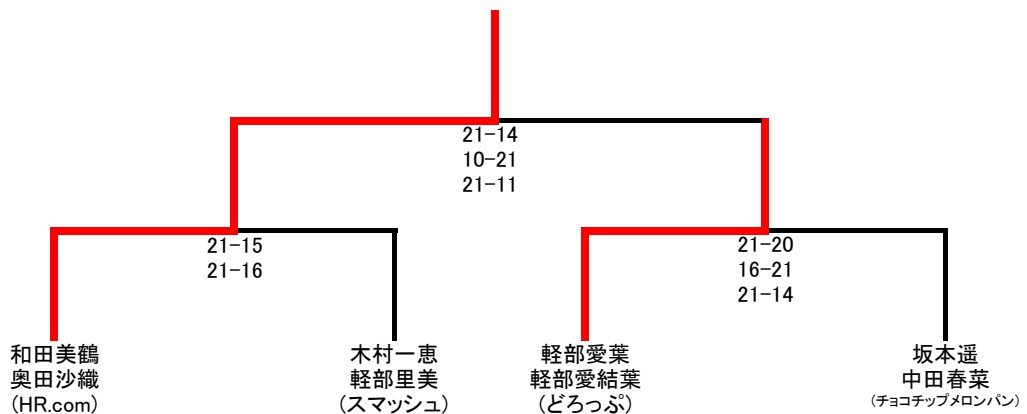 21-14
10-21
21-11
21-15
21-16
21-20
16-21
21-14
和田美鶴
奥田沙織
(HR.com)
木村一恵
軽部里美
(スマッシュ)
軽部愛葉
軽部愛結葉
(どろっぷ)
坂本遥
中田春菜
(チョコチップメロンパン)